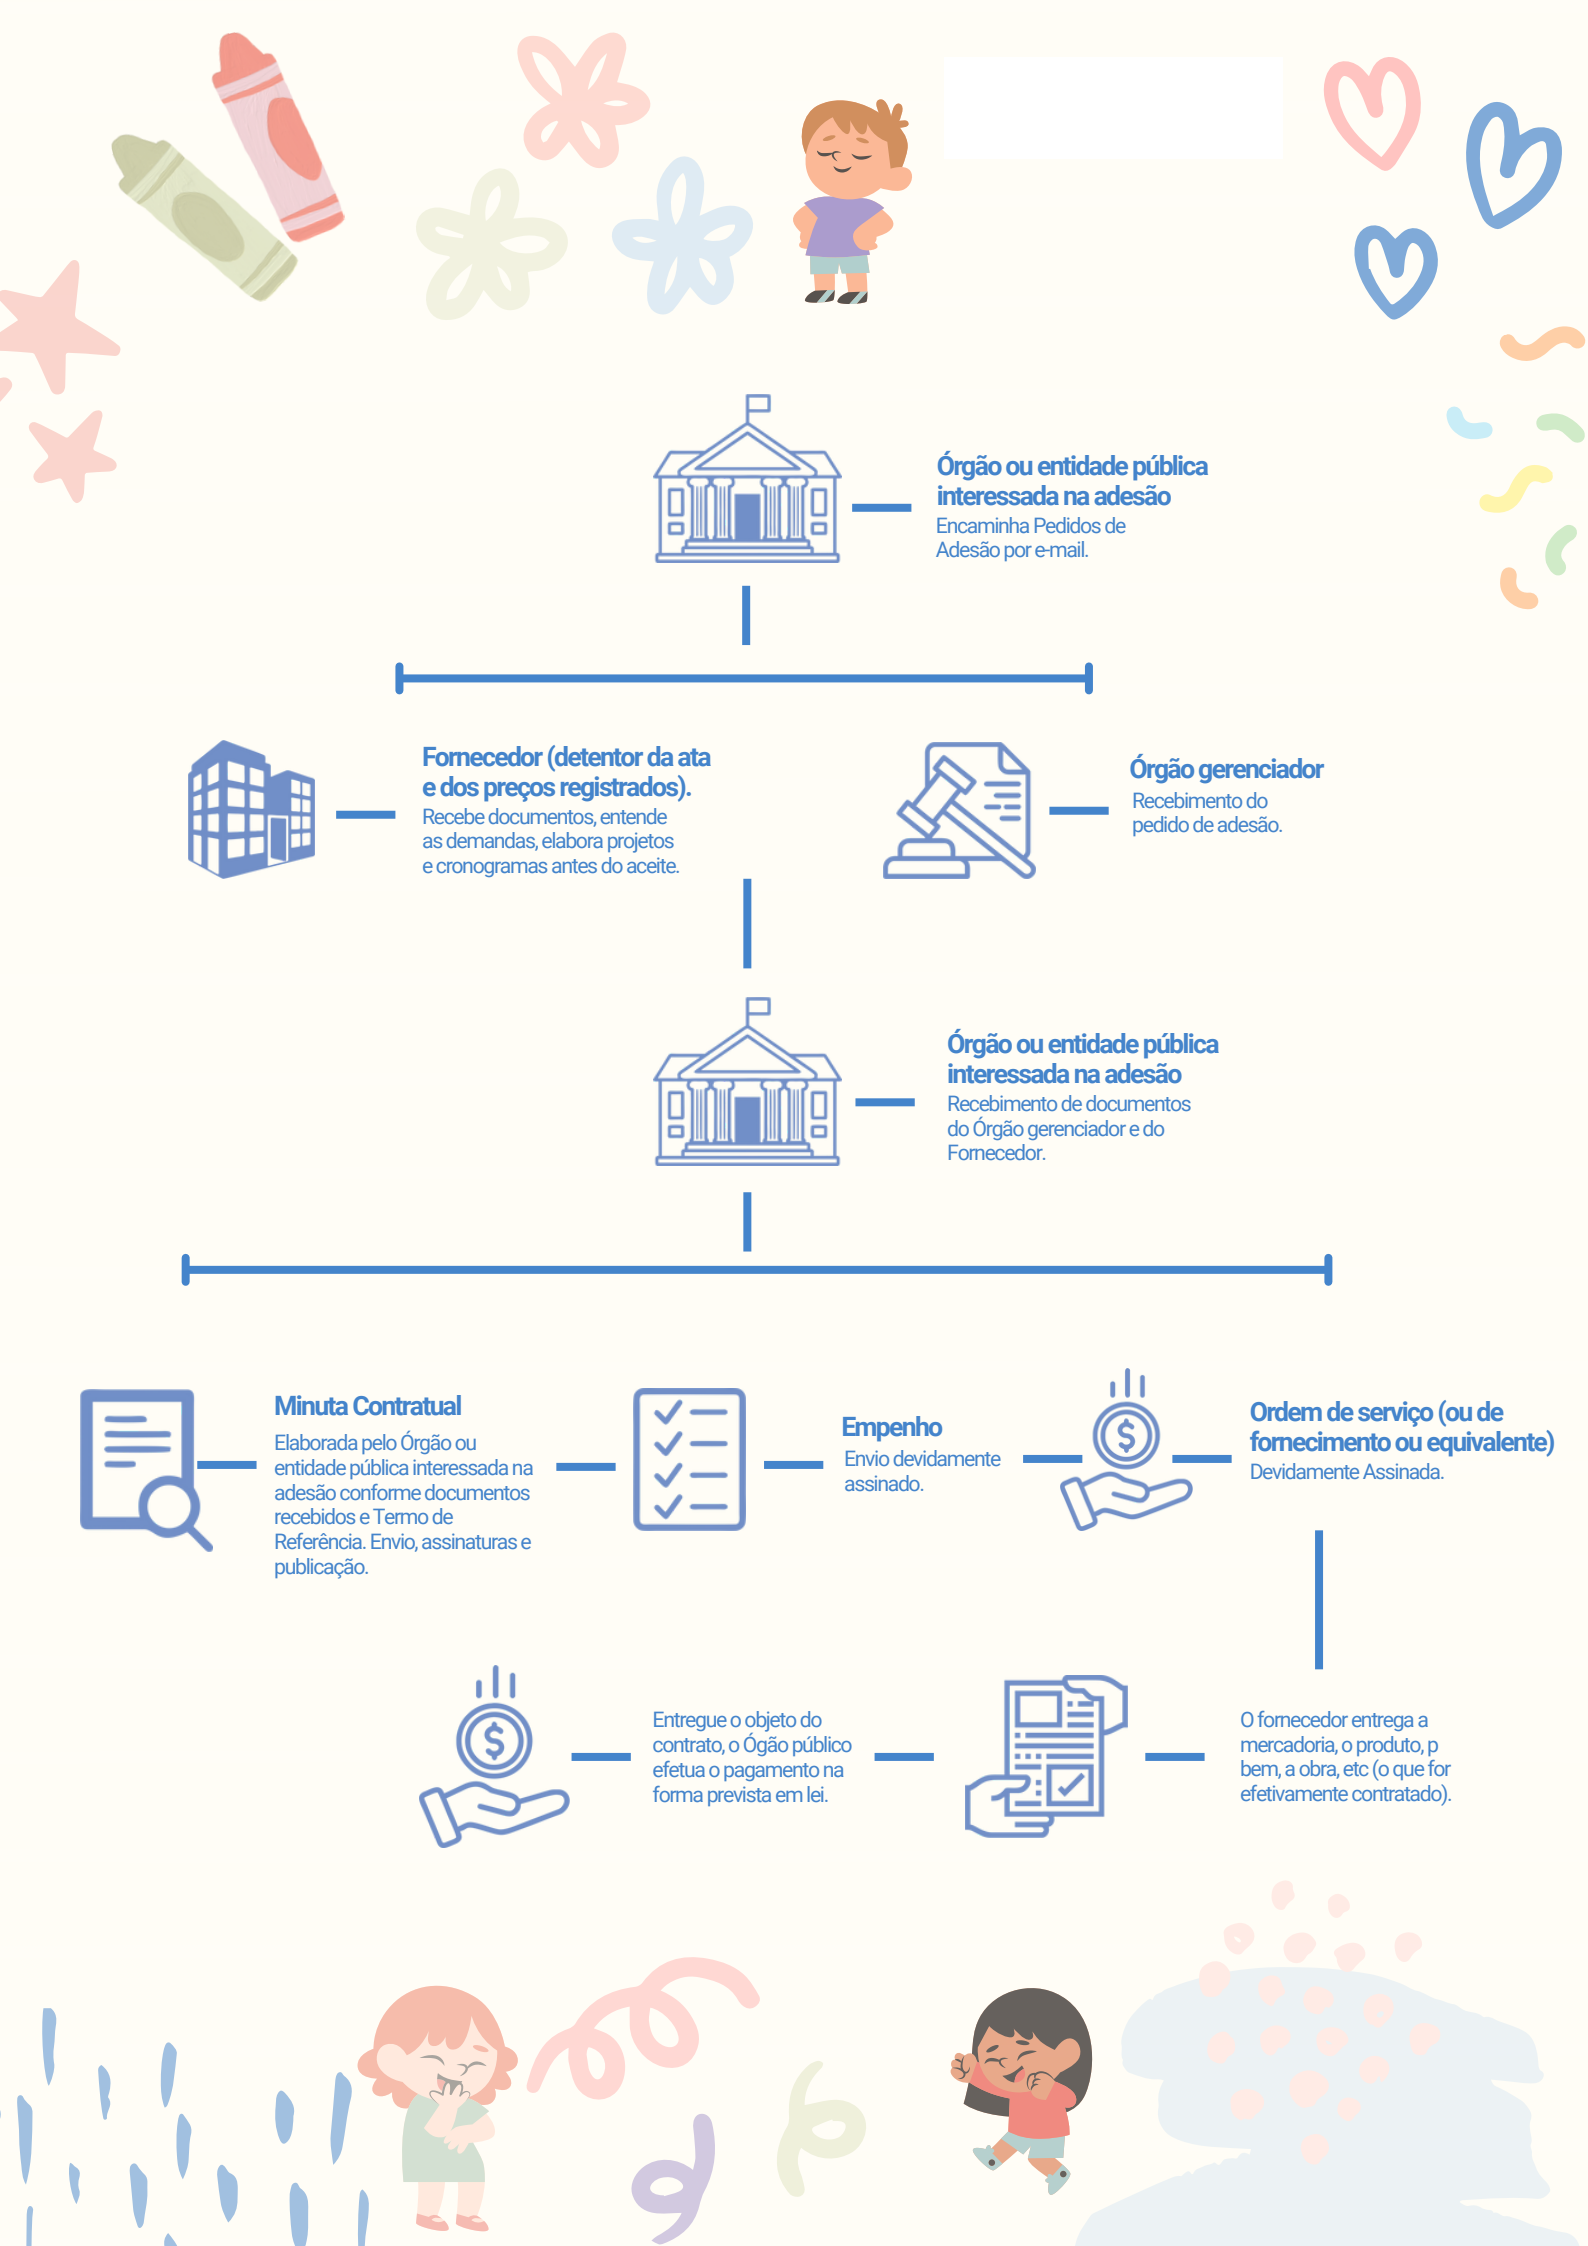 Órgão ou entidade pública
interessada na adesão
Encaminha Pedidos de
Adesão por e-mail.
Fornecedor (detentor da ata
e dos preços registrados).
Recebe documentos, entende
as demandas, elabora projetos
e cronogramas antes do aceite.
Órgão gerenciador
Recebimento do
pedido de adesão.
Órgão ou entidade pública
interessada na adesão
Recebimento de documentos
do Órgão gerenciador e do
Fornecedor.
Minuta Contratual
Elaborada pelo Órgão ou
entidade pública interessada na
adesão conforme documentos
recebidos e Termo de
Referência. Envio, assinaturas e
publicação.
Empenho
Envio devidamente
assinado.
$
Ordem de serviço (ou de
fornecimento ou equivalente)
Devidamente Assinada.
$
Entregue o objeto do
contrato, o Ógão público
efetua o pagamento na
forma prevista em lei.
O fornecedor entrega a
mercadoria, o produto, p
bem, a obra, etc (o que for
efetivamente contratado).